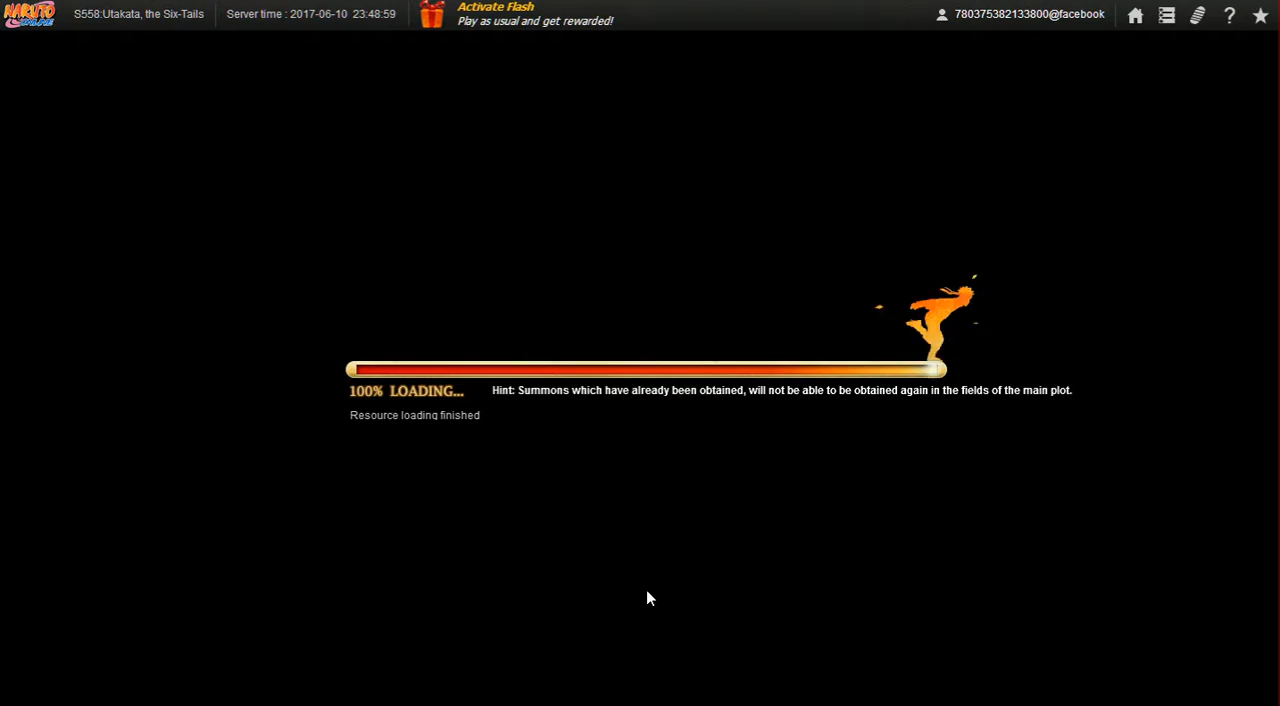 NARUTO
ONLINE
S558:Utakata, the Six-Tails
Server time : 2017-06-10 23:48:59
Activate Flash
Play as usual and get rewarded!
780375382133800@facebook
?
100% LOADING...
Hint: Summons which have already been obtained, will not be able to be obtained again in the fields of the main plot.
Resource loading finished